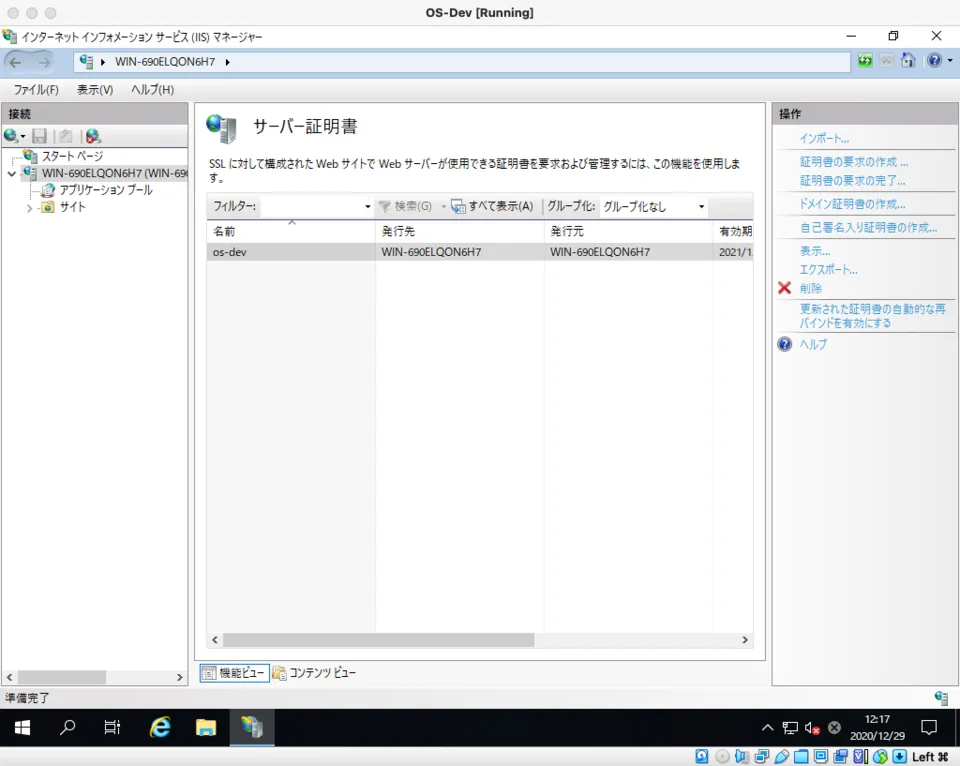 OS-Dev [Running]
インターネット インフォメーション サービス (IIS) マネージャー
WIN-690ELQON6H7
ファイル(F) 表示(V) ヘルプ(H)
接続
スタート ページ
WIN-690ELQON6H7 (WIN-690
アプリケーション プール
サイト
サーバー証明書
SSL に対して構成された Web サイトで Web サーバーが使用できる証明書を要求および管理するには、この機能を使用しま
す。
フィルター: 検索(G) すべて表示(A) グループ化: グループ化なし
名前 発行先 発行元 有効期
os-dev WIN-690ELQON6H7 WIN-690ELQON6H7 2021/1
機能ビュー コンテンツ ビュー
操作
インポート...
証明書の要求の作成 ...
証明書の要求の完了...
ドメイン証明書の作成...
自己署名入り証明書の作成...
表示...
エクスポート...
削除
更新された証明書の自動的な再
バインドを有効にする
ヘルプ
準備完了
12:17
2020/12/29
Left ⌘